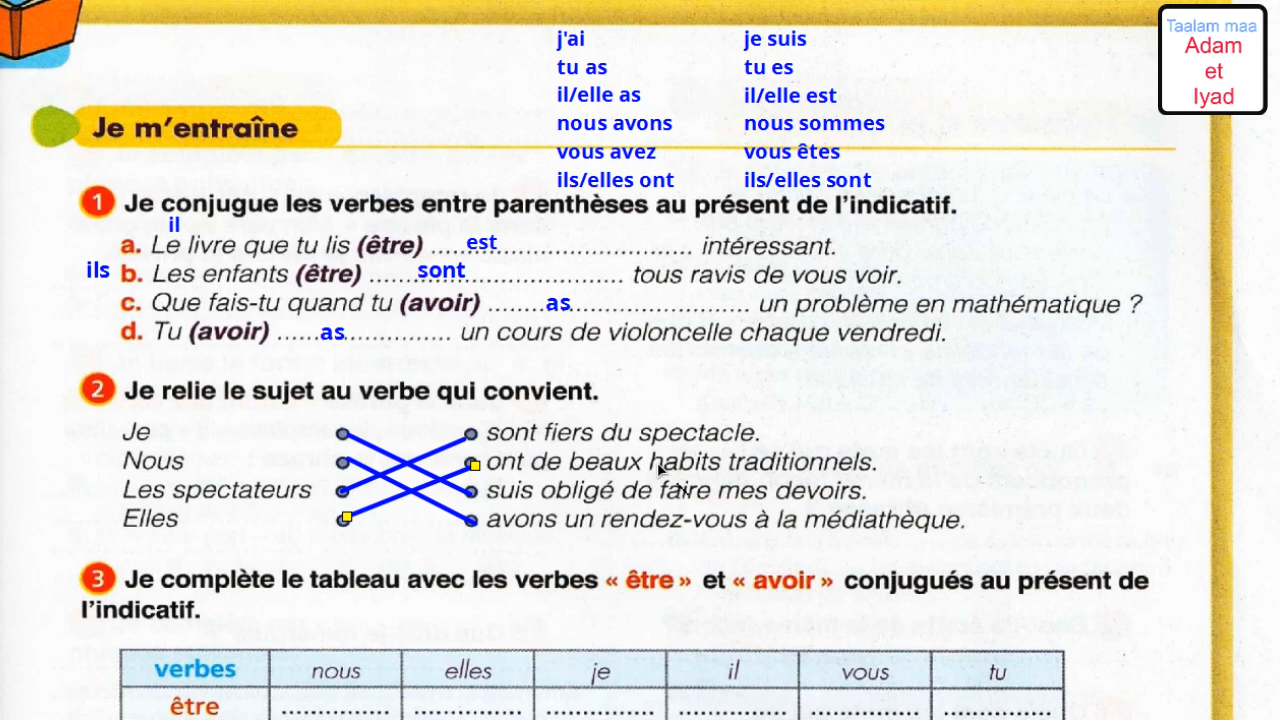 Taalam maa
Adam
et
Iyad
j'ai je suis
tu as tu es
il/elle as il/elle est
nous avons nous sommes
vous avez vous êtes
ils/elles ont ils/elles sont
Je m'entraîne
1 Je conjugue les verbes entre parenthèses au présent de l'indicatif.
il
a. Le livre que tu lis (être) ......est............................ intéressant.
ils b. Les enfants (être) ........sont........................ tous ravis de vous voir.
c. Que fais-tu quand tu (avoir) .........as........................... un problème en mathématique ?
d. Tu (avoir) ......as................ un cours de violoncelle chaque vendredi.
2 Je relie le sujet au verbe qui convient.
Je sont fiers du spectacle.
Nous ont de beaux habits traditionnels.
Les spectateurs suis obligé de faire mes devoirs.
Elles avons un rendez-vous à la médiathèque.
3 Je complète le tableau avec les verbes « être » et « avoir » conjugués au présent de
l'indicatif.
verbes nous elles je il vous tu
être .................. .................. .................. .................. .................. ..................